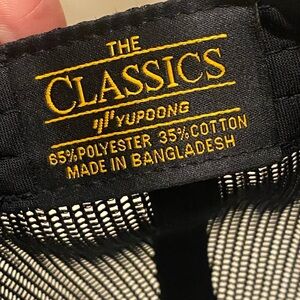 THE
CLASSICS
YUPOONG
65% POLYESTER 35% COTTON
MADE IN BANGLADESH